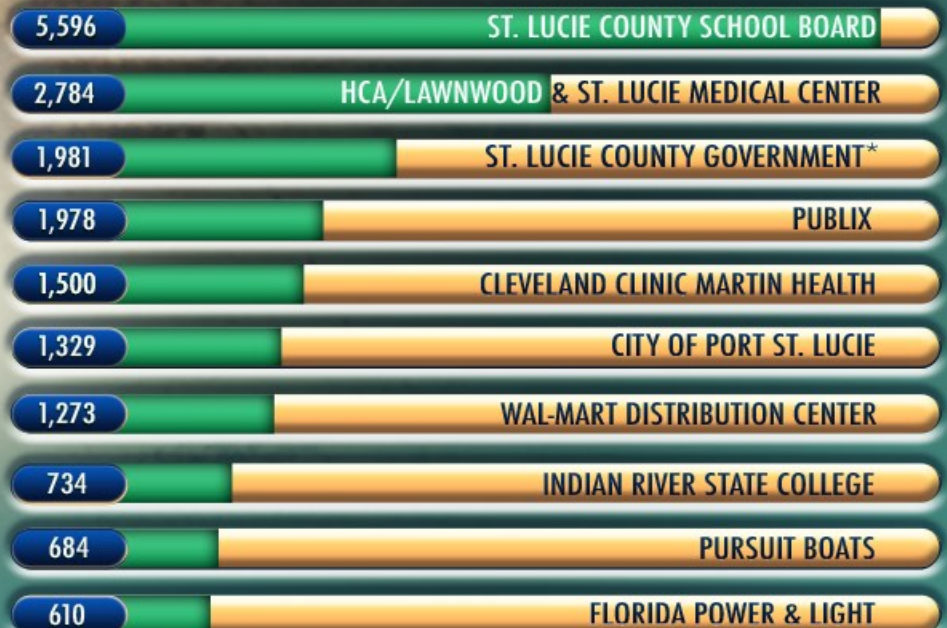 5,596 ST. LUCIE COUNTY SCHOOL BOARD
2,784 HCA/LAWNWOOD & ST. LUCIE MEDICAL CENTER
1,981 ST. LUCIE COUNTY GOVERNMENT*
1,978 PUBLIX
1,500 CLEVELAND CLINIC MARTIN HEALTH
1,329 CITY OF PORT ST. LUCIE
1,273 WAL-MART DISTRIBUTION CENTER
734 INDIAN RIVER STATE COLLEGE
684 PURSUIT BOATS
610 FLORIDA POWER & LIGHT